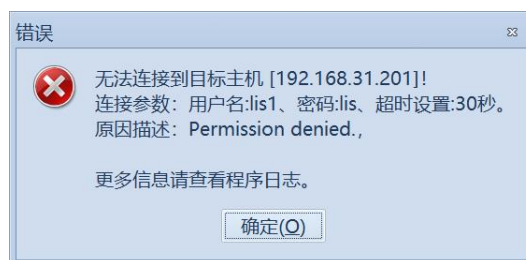 错误
无法连接到目标主机 [192.168.31.201]!
连接参数：用户名:lis1、密码:lis、超时设置:30秒。
原因描述：Permission denied.,
更多信息请查看程序日志。
确定(O)